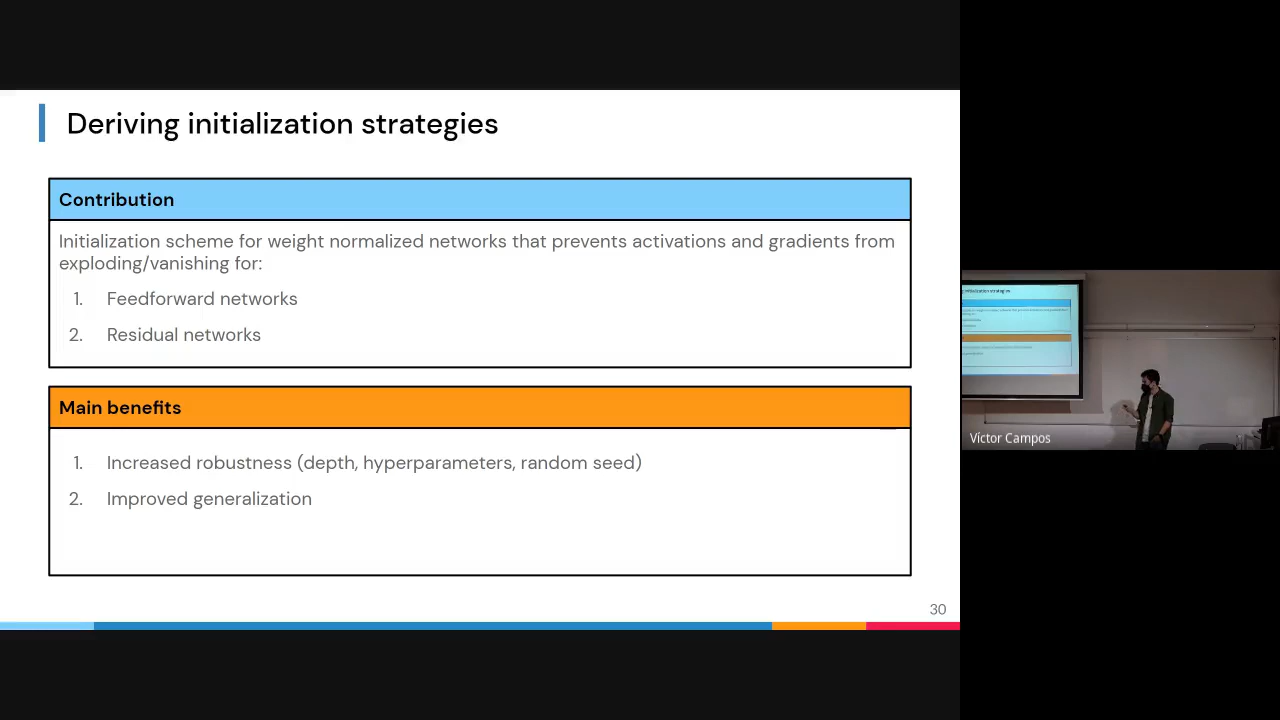 Deriving initialization strategies
Contribution
Initialization scheme for weight normalized networks that prevents activations and gradients from
exploding/vanishing for:
1. Feedforward networks
2. Residual networks
Main benefits
1. Increased robustness (depth, hyperparameters, random seed)
2. Improved generalization
30
Víctor Campos